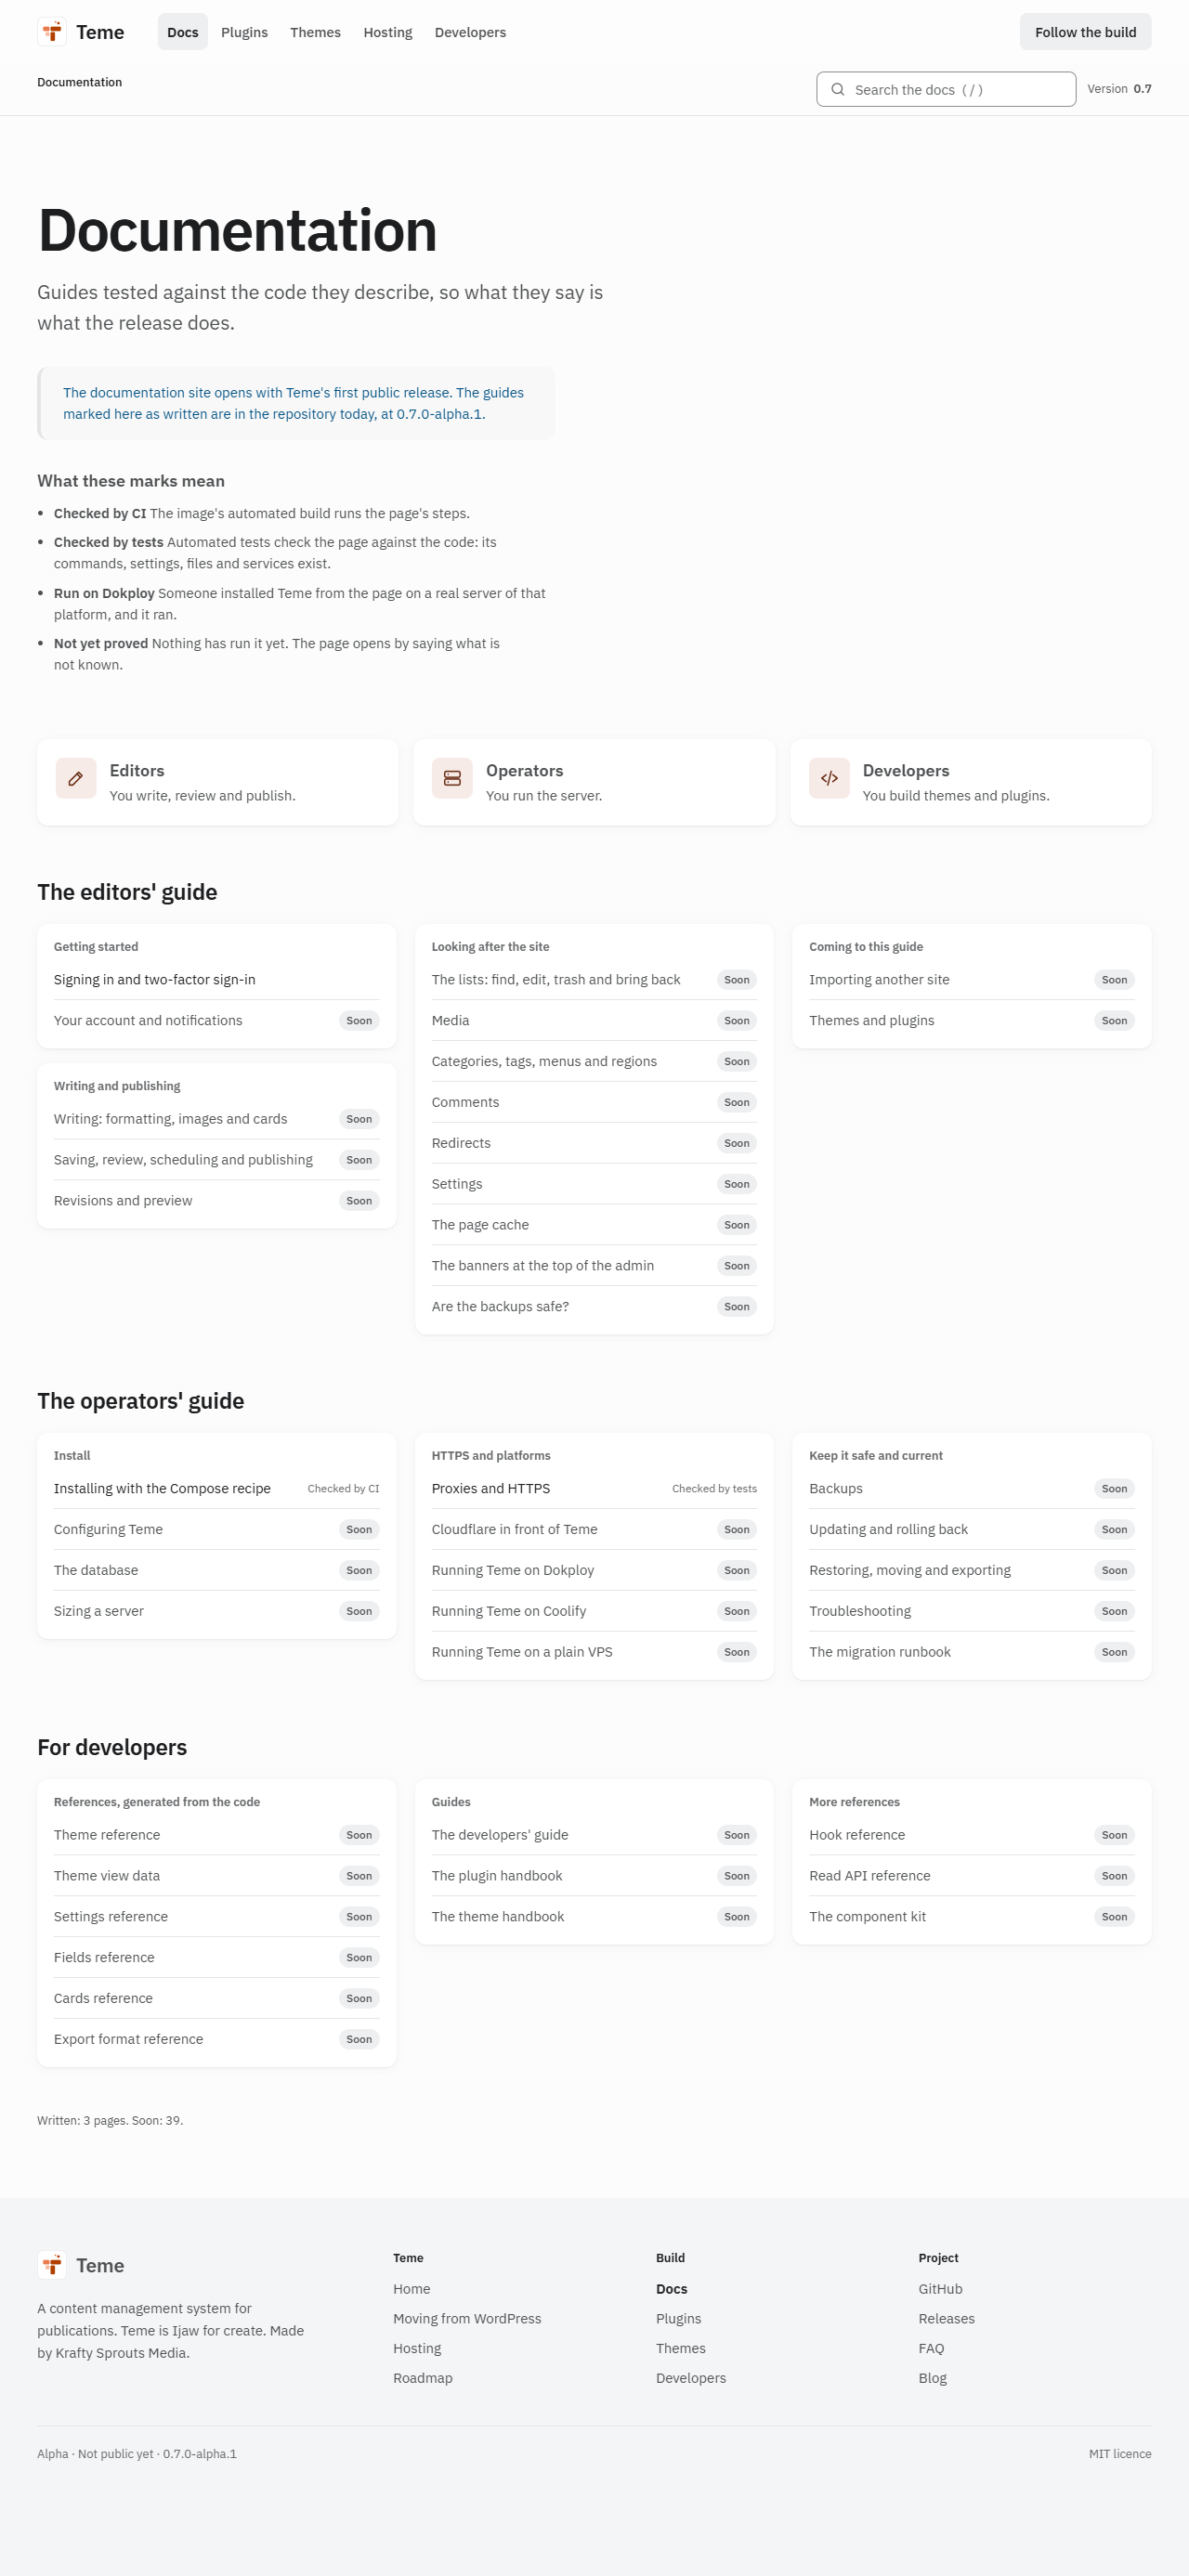 Teme
Docs
Plugins
Themes
Hosting
Developers
Follow the build
Documentation
Search the docs ( / )
Version 0.7
Documentation
Guides tested against the code they describe, so what they say is
what the release does.
The documentation site opens with Teme's first public release. The guides
marked here as written are in the repository today, at 0.7.0-alpha.1.
What these marks mean
• Checked by CI The image's automated build runs the page's steps.
• Checked by tests Automated tests check the page against the code: its
commands, settings, files and services exist.
• Run on Dokploy Someone installed Teme from the page on a real server of that
platform, and it ran.
• Not yet proved Nothing has run it yet. The page opens by saying what is
not known.
Editors
You write, review and publish.
Operators
You run the server.
Developers
You build themes and plugins.
The editors' guide
Getting started
Signing in and two-factor sign-in
Your account and notifications Soon
Writing and publishing
Writing: formatting, images and cards Soon
Saving, review, scheduling and publishing Soon
Revisions and preview Soon
Looking after the site
The lists: find, edit, trash and bring back Soon
Media Soon
Categories, tags, menus and regions Soon
Comments Soon
Redirects Soon
Settings Soon
The page cache Soon
The banners at the top of the admin Soon
Are the backups safe? Soon
Coming to this guide
Importing another site Soon
Themes and plugins Soon
The operators' guide
Install
Installing with the Compose recipe Checked by CI
Configuring Teme Soon
The database Soon
Sizing a server Soon
HTTPS and platforms
Proxies and HTTPS Checked by tests
Cloudflare in front of Teme Soon
Running Teme on Dokploy Soon
Running Teme on Coolify Soon
Running Teme on a plain VPS Soon
Keep it safe and current
Backups Soon
Updating and rolling back Soon
Restoring, moving and exporting Soon
Troubleshooting Soon
The migration runbook Soon
For developers
References, generated from the code
Theme reference Soon
Theme view data Soon
Settings reference Soon
Fields reference Soon
Cards reference Soon
Export format reference Soon
Guides
The developers' guide Soon
The plugin handbook Soon
The theme handbook Soon
More references
Hook reference Soon
Read API reference Soon
The component kit Soon
Written: 3 pages. Soon: 39.
Teme
A content management system for
publications. Teme is Ijaw for create. Made
by Krafty Sprouts Media.
Teme
Home
Moving from WordPress
Hosting
Roadmap
Build
Docs
Plugins
Themes
Developers
Project
GitHub
Releases
FAQ
Blog
Alpha · Not public yet · 0.7.0-alpha.1
MIT licence